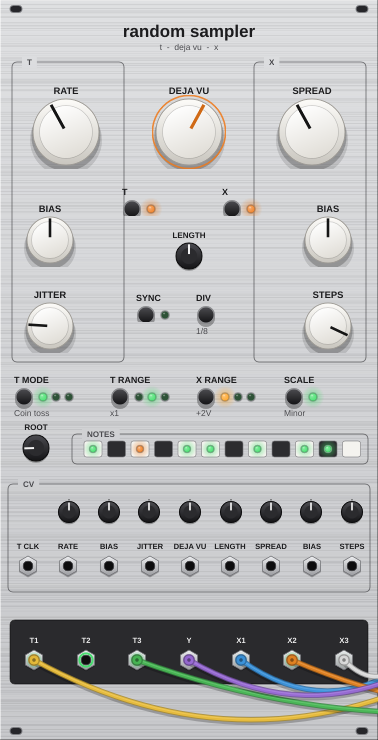 random sampler
t - deja vu - x
T X
RATE DEJA VU SPREAD
T X
BIAS BIAS
LENGTH
JITTER SYNC DIV STEPS
1/8
T MODE T RANGE X RANGE SCALE
Coin toss x1 +2V Minor
ROOT
NOTES
CV
T CLK RATE BIAS JITTER DEJA VU LENGTH SPREAD BIAS STEPS
T1 T2 T3 Y X1 X2 X3